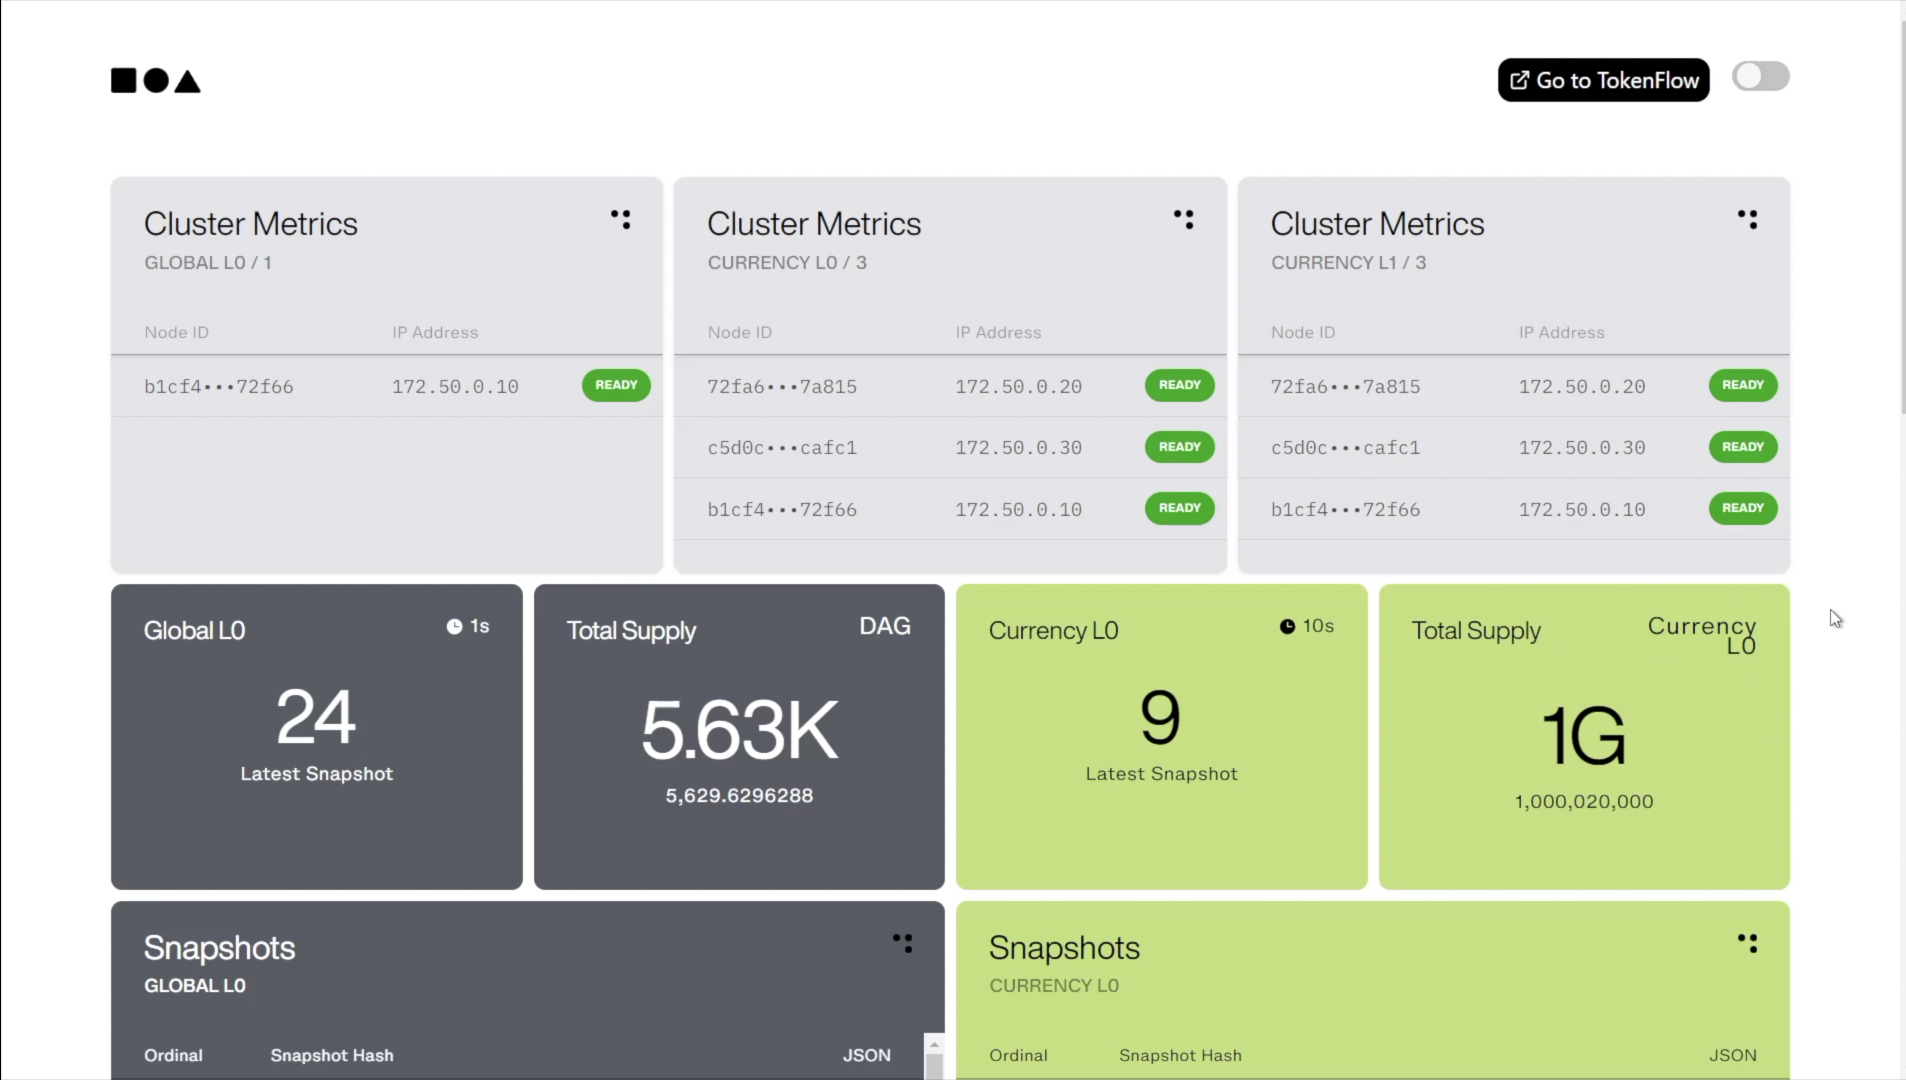 Go to TokenFlow
Cluster Metrics
GLOBAL L0 / 1
Node ID IP Address
b1cf4•••72f66 172.50.0.10 READY
Cluster Metrics
CURRENCY L0 / 3
Node ID IP Address
72fa6•••7a815 172.50.0.20 READY
c5d0c•••cafc1 172.50.0.30 READY
b1cf4•••72f66 172.50.0.10 READY
Cluster Metrics
CURRENCY L1 / 3
Node ID IP Address
72fa6•••7a815 172.50.0.20 READY
c5d0c•••cafc1 172.50.0.30 READY
b1cf4•••72f66 172.50.0.10 READY
Global L0 1s
24
Latest Snapshot
Total Supply DAG
5.63K
5,629.6296288
Currency L0 10s
9
Latest Snapshot
Total Supply Currency
L0
1G
1,000,020,000
Snapshots
GLOBAL L0
Ordinal Snapshot Hash JSON
Snapshots
CURRENCY L0
Ordinal Snapshot Hash JSON